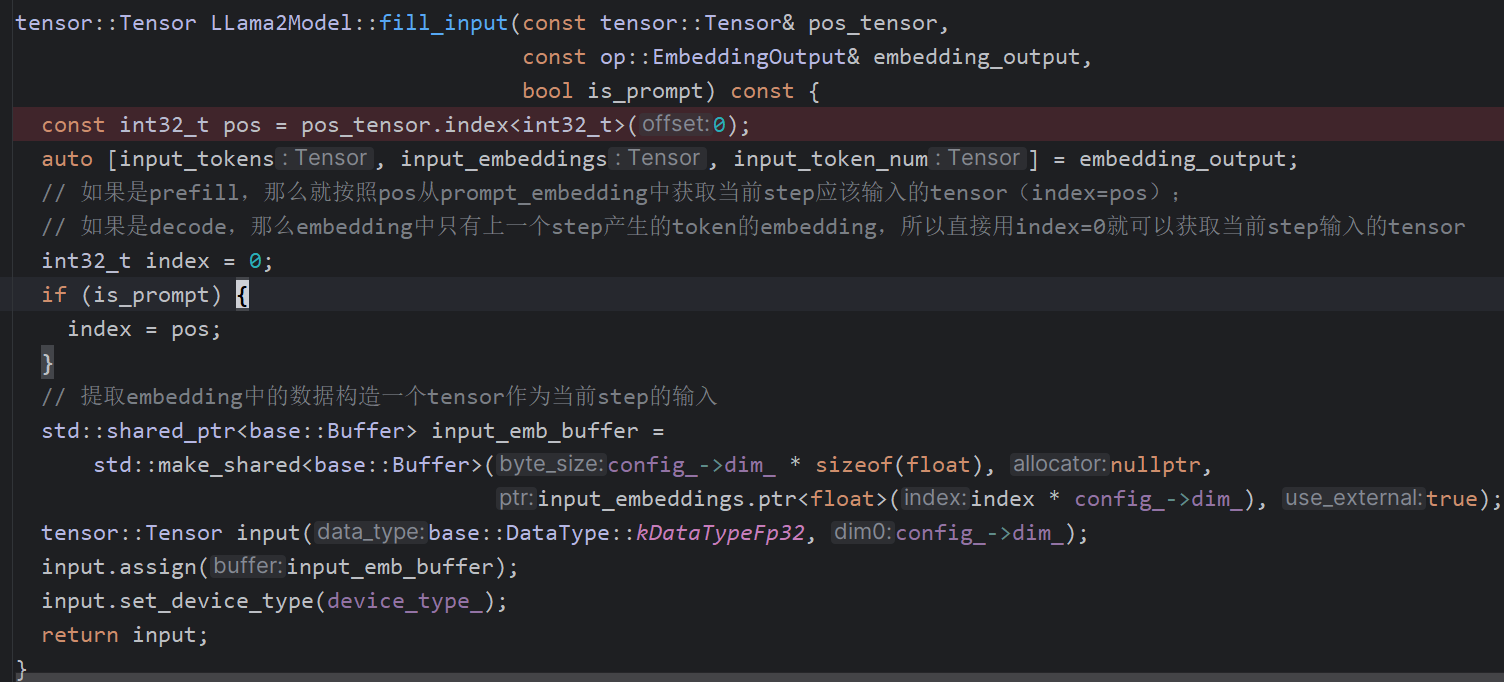 tensor::Tensor LLama2Model::fill_input(const tensor::Tensor& pos_tensor,
const op::EmbeddingOutput& embedding_output,
bool is_prompt) const {
const int32_t pos = pos_tensor.index<int32_t>(offset:0);
auto [input_tokens: Tensor, input_embeddings: Tensor, input_token_num: Tensor] = embedding_output;
// 如果是prefill，那么就按照pos从prompt_embedding中获取当前step应该输入的tensor（index=pos）；
// 如果是decode，那么embedding中只有上一个step产生的token的embedding，所以直接用index=0就可以获取当前step输入的tensor
int32_t index = 0;
if (is_prompt) {
index = pos;
}
// 提取embedding中的数据构造一个tensor作为当前step的输入
std::shared_ptr<base::Buffer> input_emb_buffer =
std::make_shared<base::Buffer>(byte_size:config_->dim_ * sizeof(float), allocator:nullptr,
ptr:input_embeddings.ptr<float>(index:index * config_->dim_), use_external:true);
tensor::Tensor input(data_type:base::DataType::kDataTypeFp32, dim0:config_->dim_);
input.assign(buffer:input_emb_buffer);
input.set_device_type(device_type_);
return input;
}